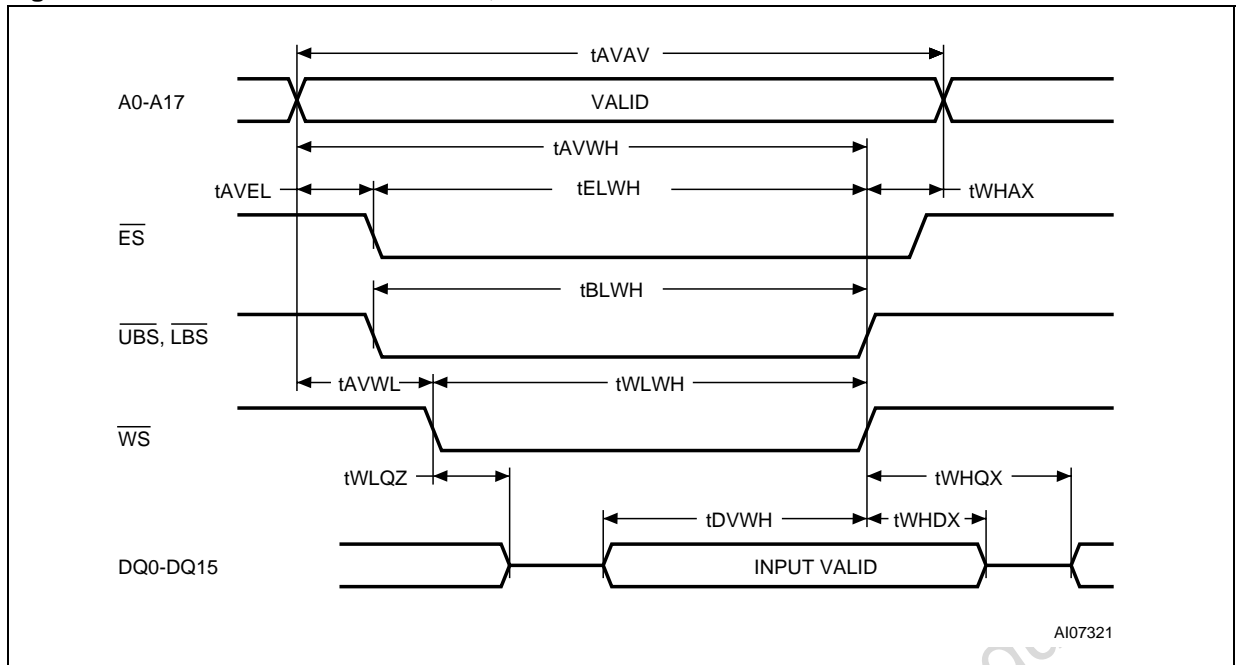 tAVAV
A0-A17 VALID
tAVWH
tAVEL tELWH tWHAX
ES
tBLWH
UBS, LBS
tAVWL tWLWH
WS
tWLQZ tWHQX
tDVWH tWHDX
DQ0-DQ15 INPUT VALID
AI07321